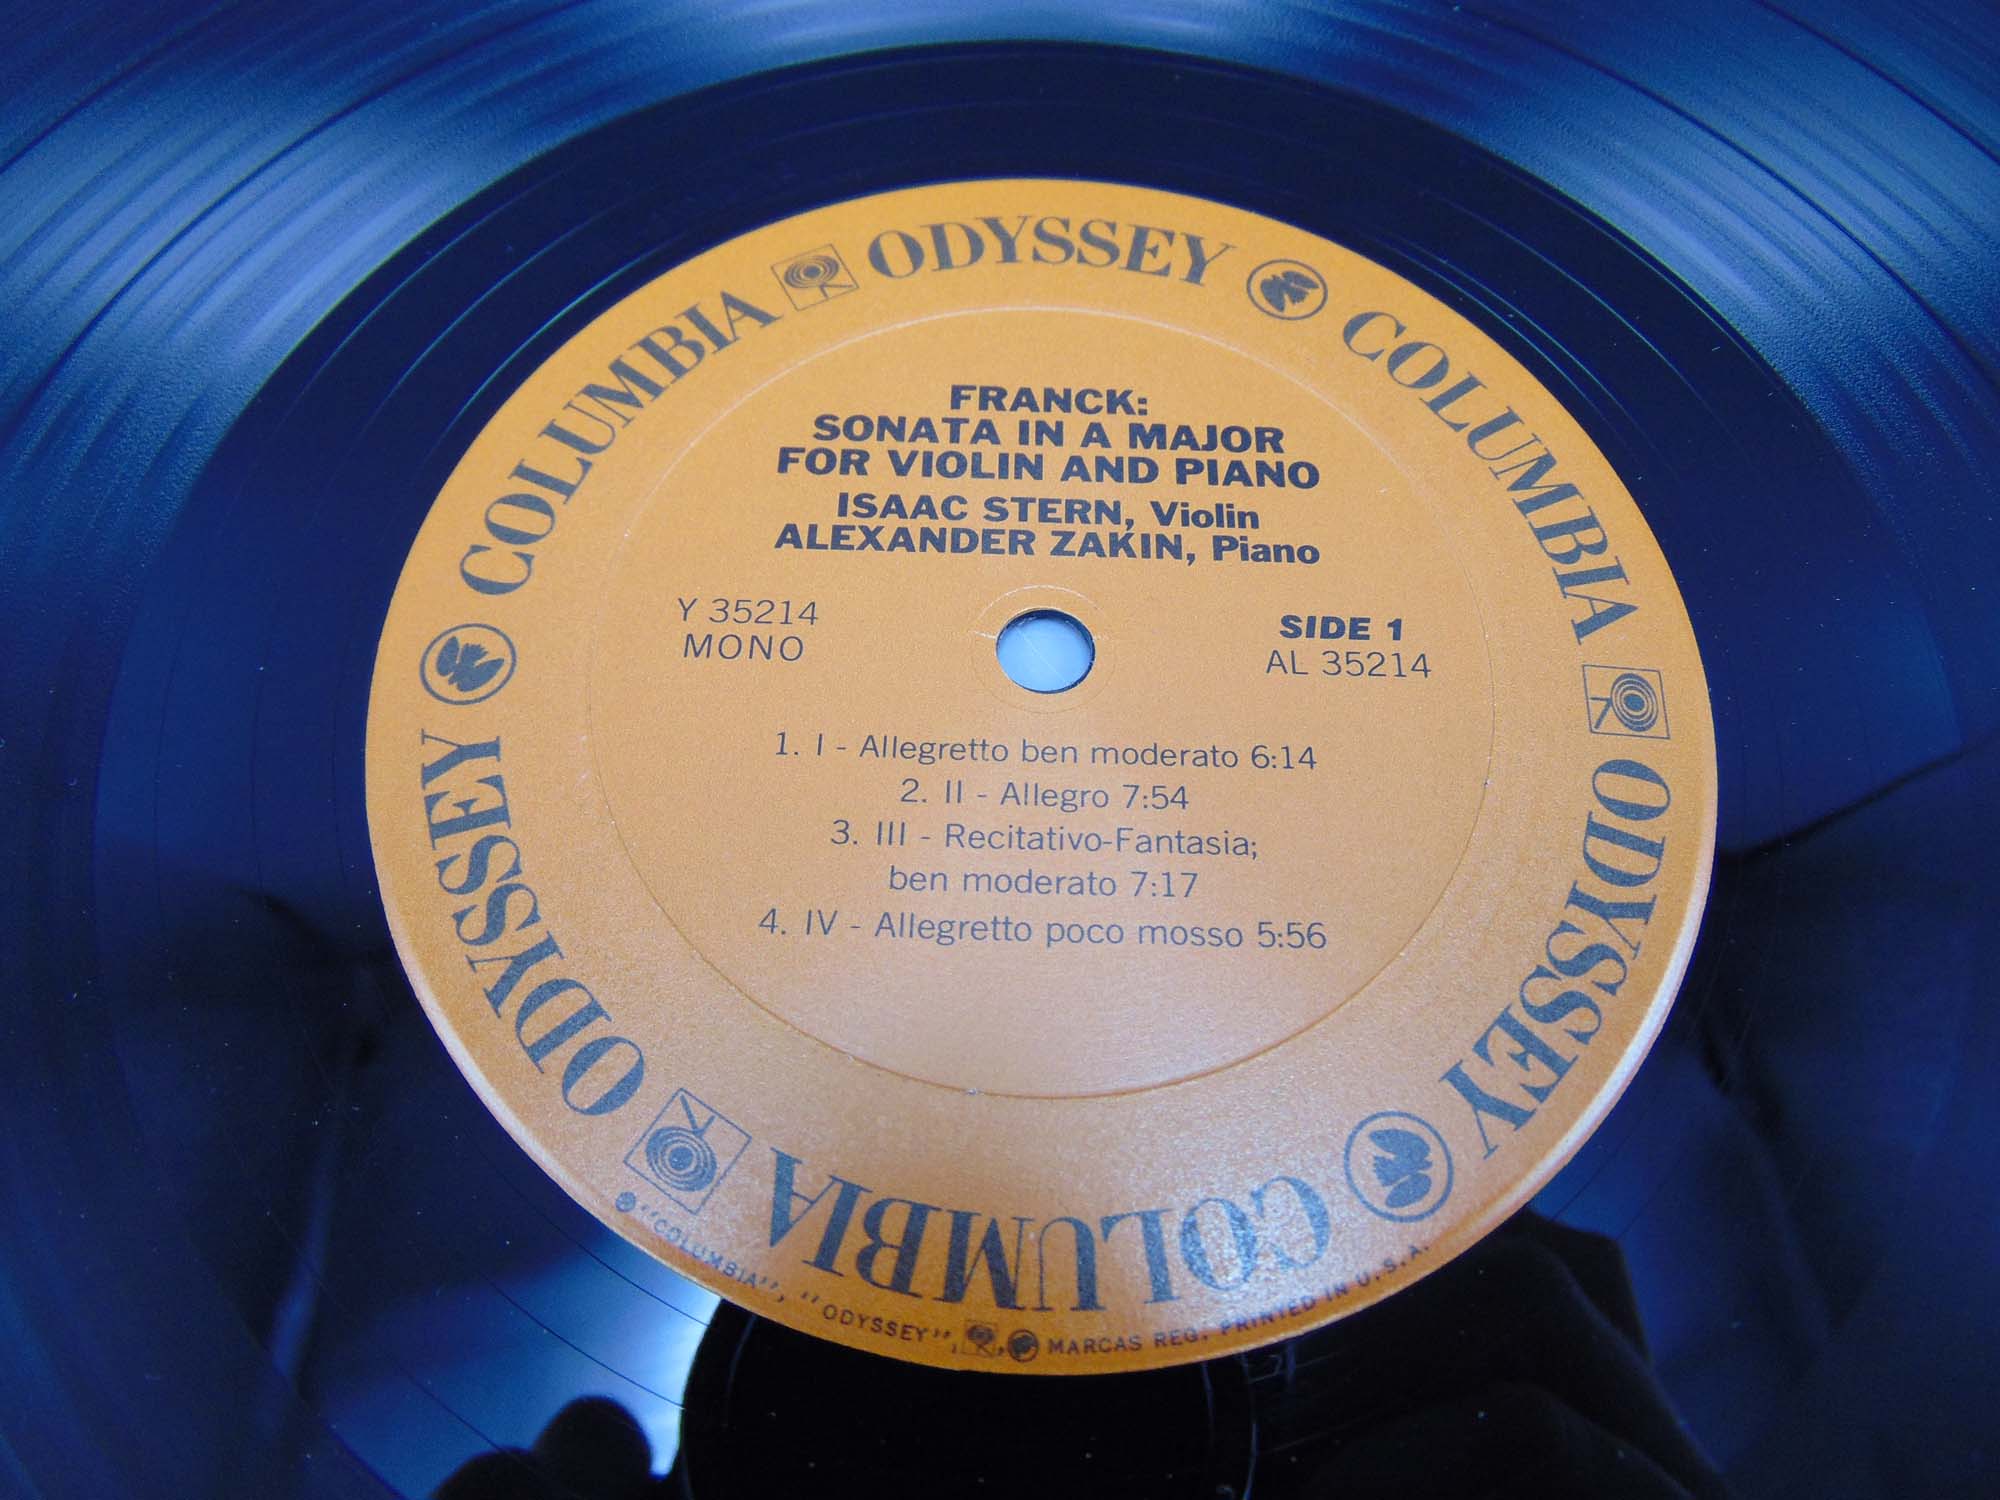 COLUMBIA ODYSSEY COLUMBIA ODYSSEY COLUMBIA ODYSSEY
FRANCK:
SONATA IN A MAJOR
FOR VIOLIN AND PIANO
ISAAC STERN, Violin
ALEXANDER ZAKIN, Piano
Y 35214
MONO
SIDE 1
AL 35214
1. I - Allegretto ben moderato 6:14
2. II - Allegro 7:54
3. III - Recitativo-Fantasia;
ben moderato 7:17
4. IV - Allegretto poco mosso 5:56
"COLUMBIA", "ODYSSEY", MARCAS REG. PRINTED IN U.S.A.